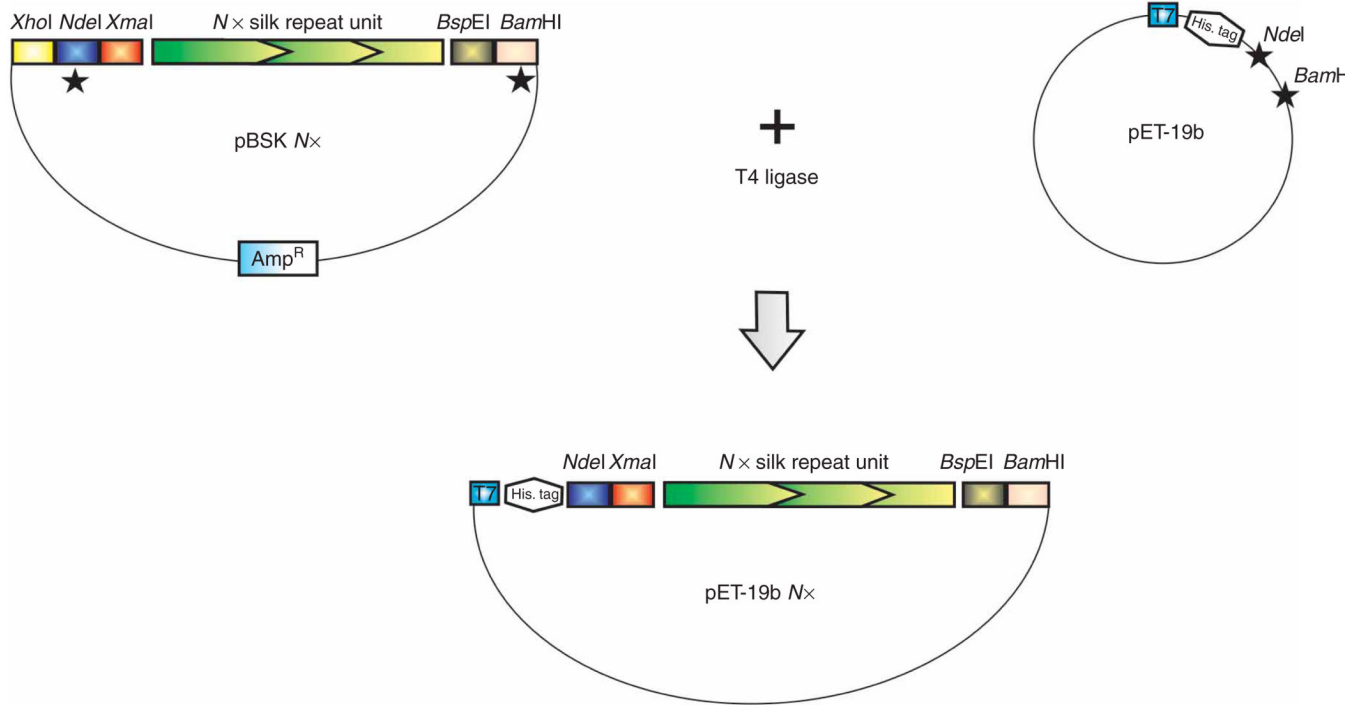 XhoI NdeI XmaI N× silk repeat unit BspEI BamHI
pBSK N×
Amp^R
+
T4 ligase
T7 His. tag
NdeI
BamH
pET-19b
NdeI XmaI N× silk repeat unit BspEI BamHI
T7 His. tag
pET-19b N×